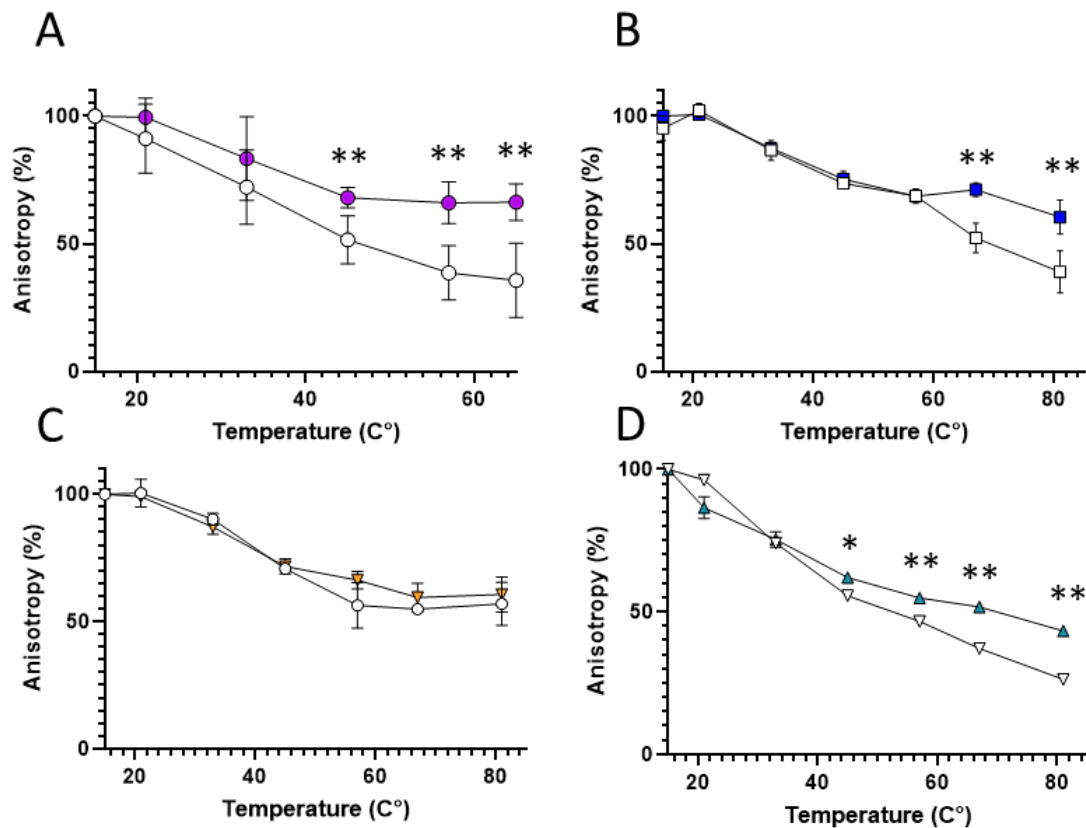 A
B
100
50
0
Anisotropy (%)
** ** **
20 40 60
Temperature (C°)
100
50
0
Anisotropy (%)
** **
20 40 60 80
Temperature (C°)
C
D
100
50
0
Anisotropy (%)
20 40 60 80
Temperature (C°)
100
50
0
Anisotropy (%)
* ** ** **
20 40 60 80
Temperature (C°)